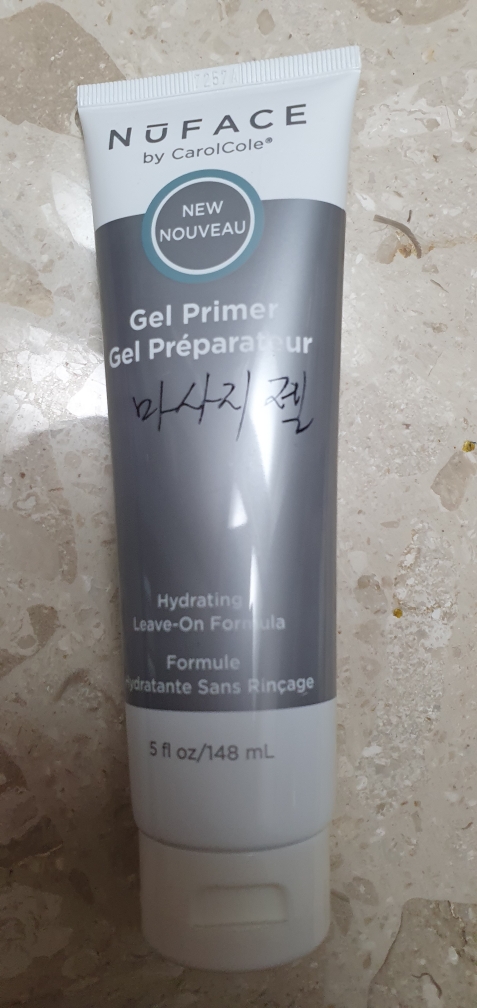 NūFACE
by CarolCole®
NEW
NOUVEAU
Gel Primer
Gel Préparateur
마사지 젤
Hydrating
Leave-On Formula
Formule
Hydratante Sans Rinçage
5 fl oz/148 mL